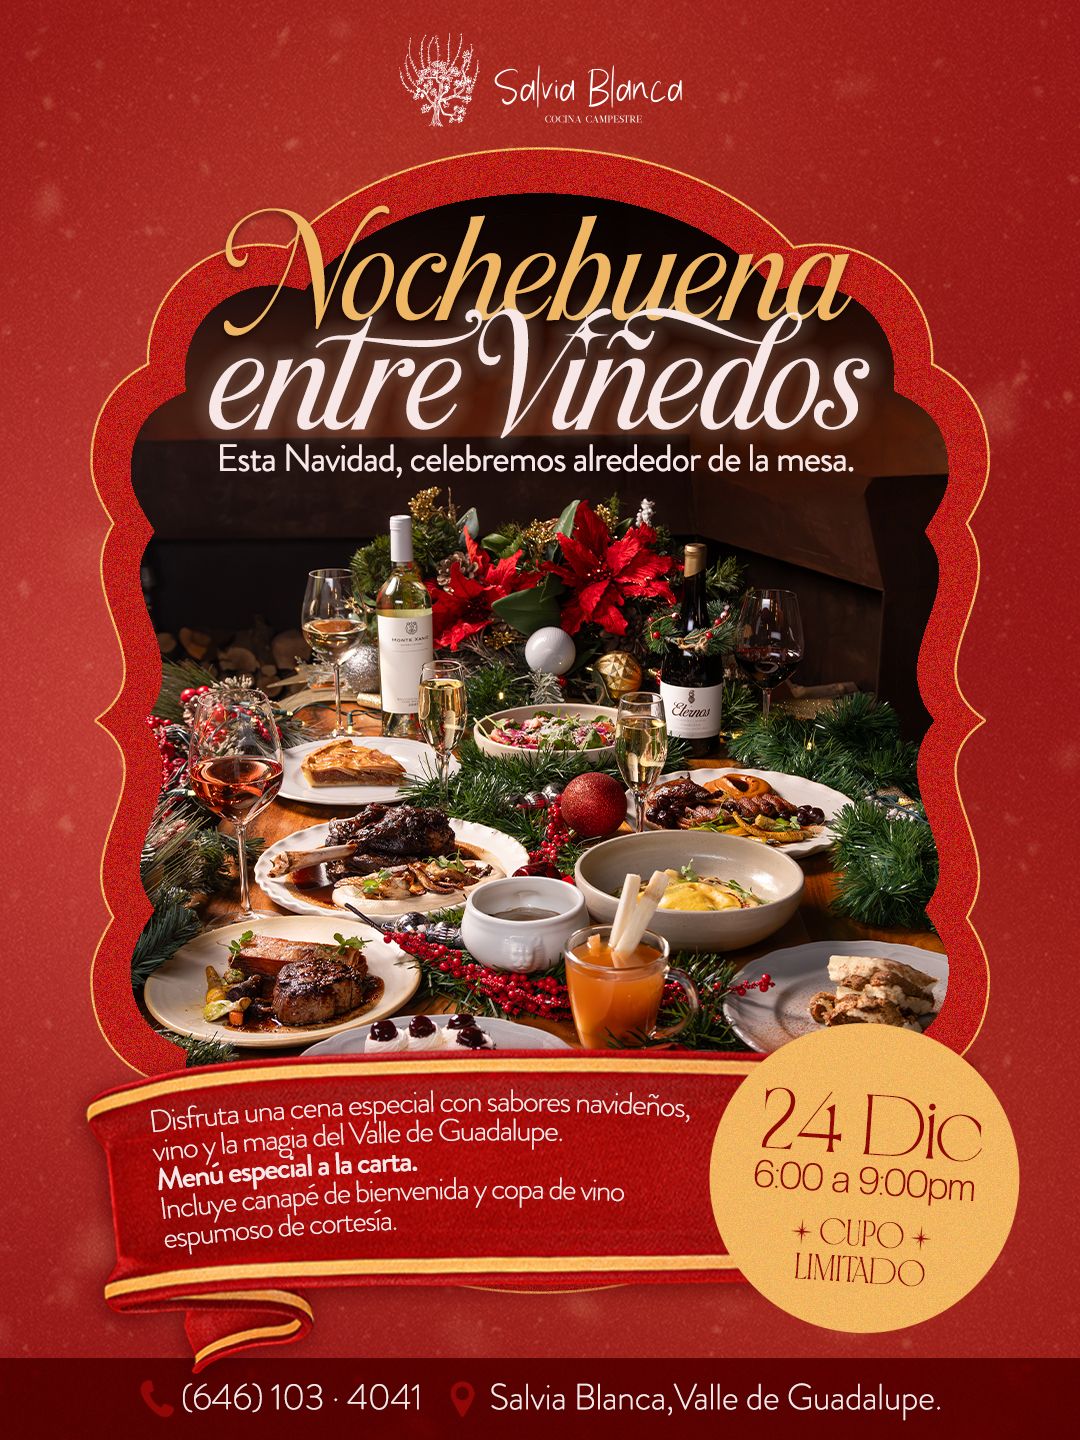 Salvia Blanca
COCINA CAMPESTRE
Nochebuena
entre Viñedos
Esta Navidad, celebremos alrededor de la mesa.
MONTE XANIC
Eternos
Disfruta una cena especial con sabores navideños,
vino y la magia del Valle de Guadalupe.
Menú especial a la carta.
Incluye canapé de bienvenida y copa de vino
espumoso de cortesía.
24 Dic
6:00 a 9:00pm
CUPO
LIMITADO
(646) 103 · 4041
Salvia Blanca, Valle de Guadalupe.